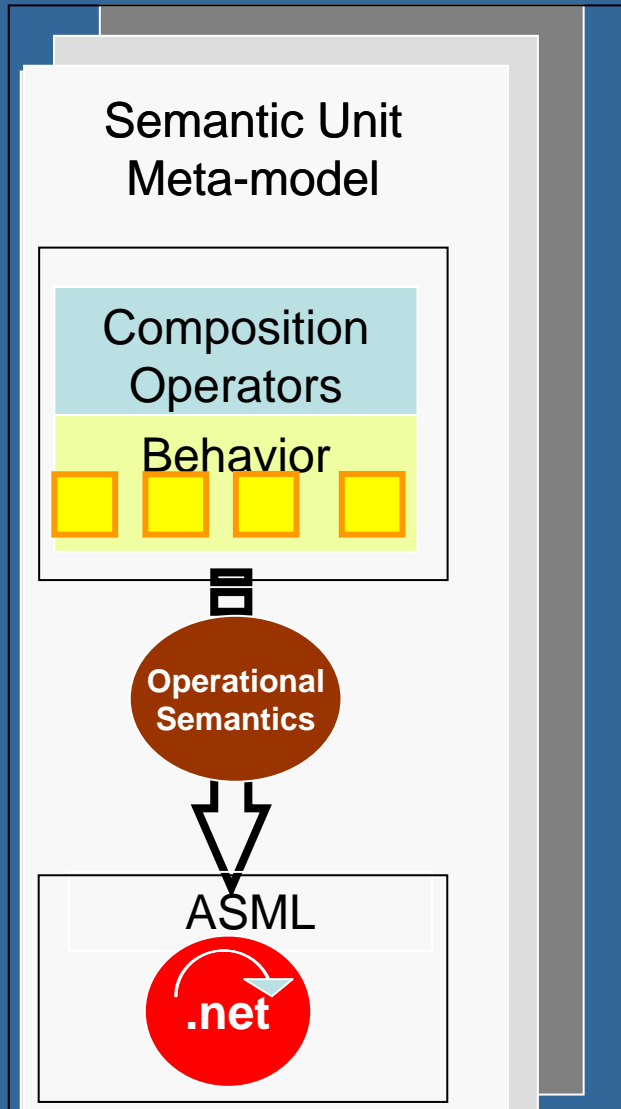 Semantic Unit
Meta-model
Composition
Operators
Behavior
Operational
Semantics
ASML
.net